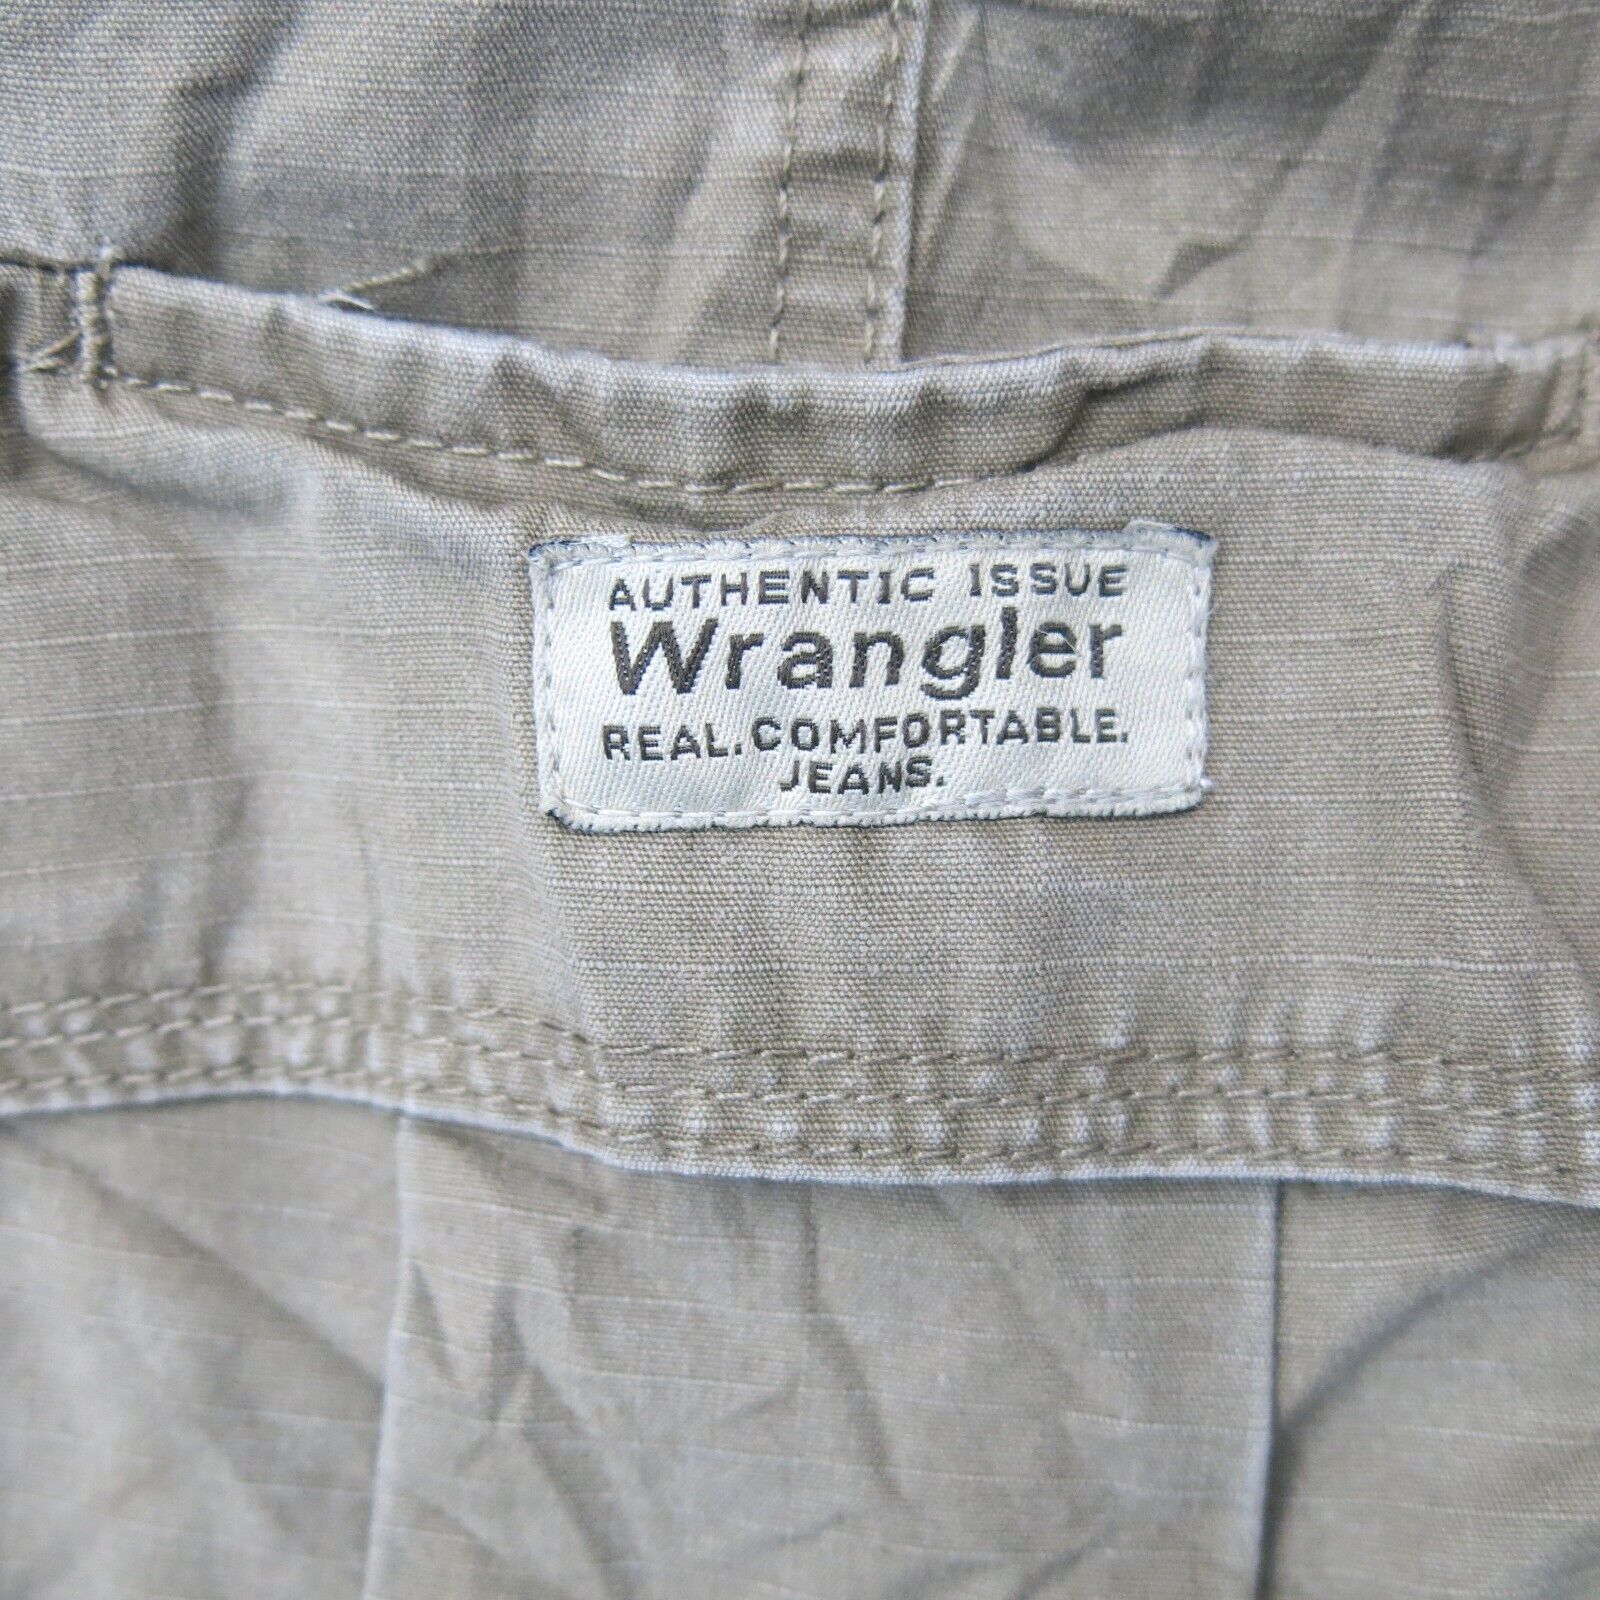 AUTHENTIC ISSUE
Wrangler
REAL.COMFORTABLE.
JEANS.